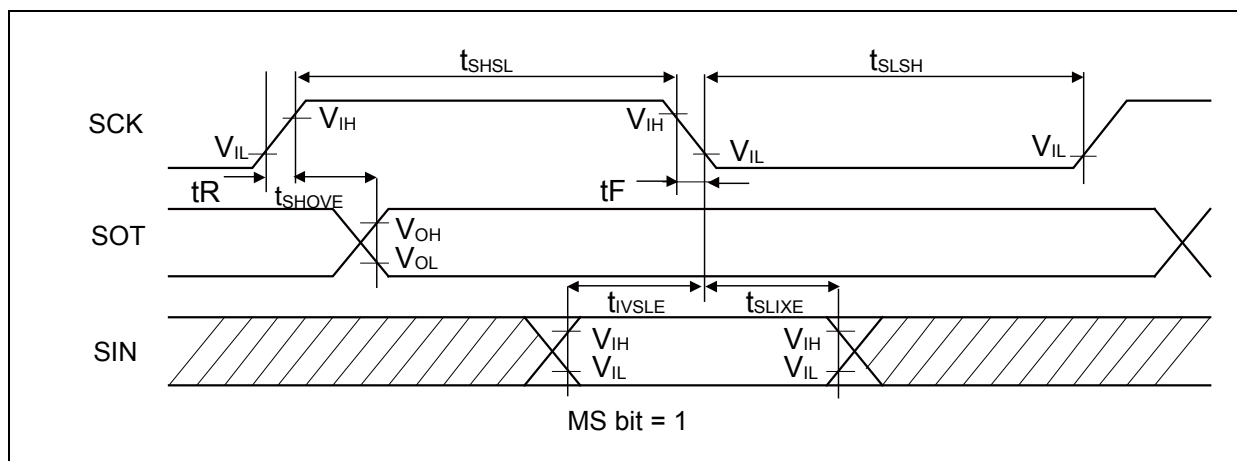 tSHSL tSLSH
SCK VIH VIH
VIL VIL VIL
tR tSHOVE tF
SOT VOH
VOL
tIVSLE tSLIXE
SIN VIH VIH
VIL VIL
MS bit = 1